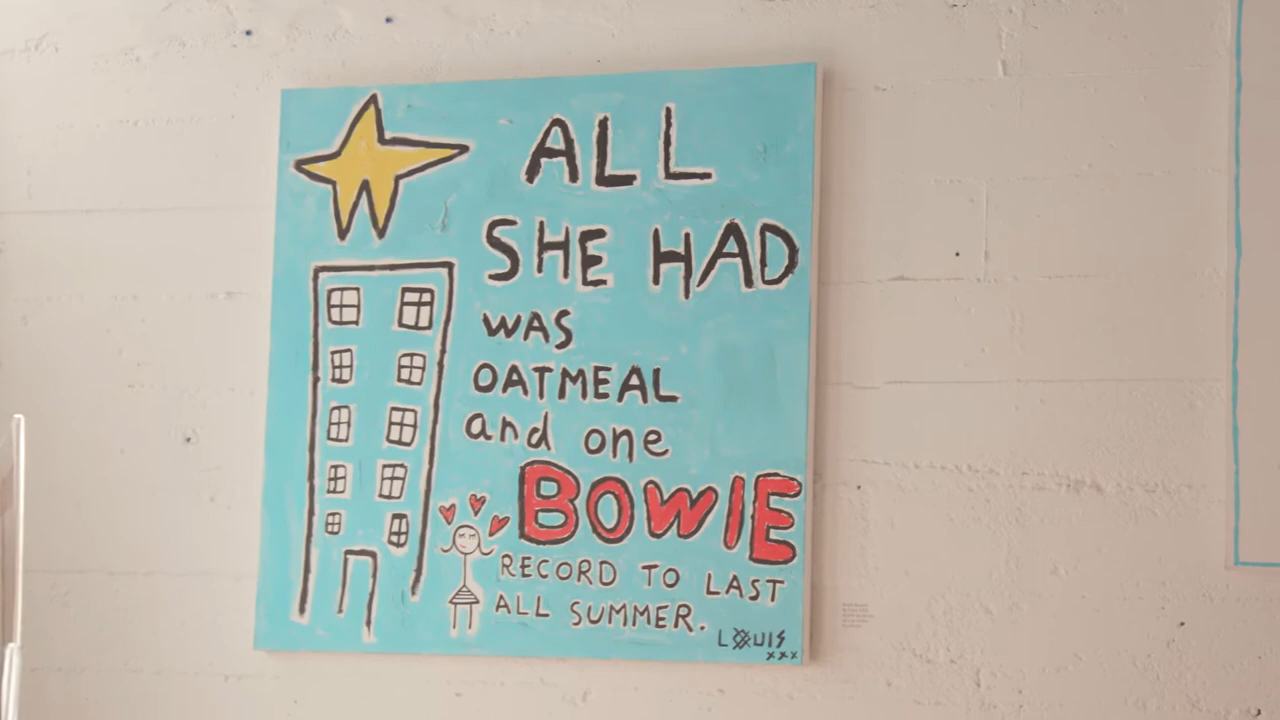 ALL
SHE HAD
WAS
OATMEAL
and one
BOWIE
RECORD TO LAST
ALL SUMMER.
LOUIS
xxx